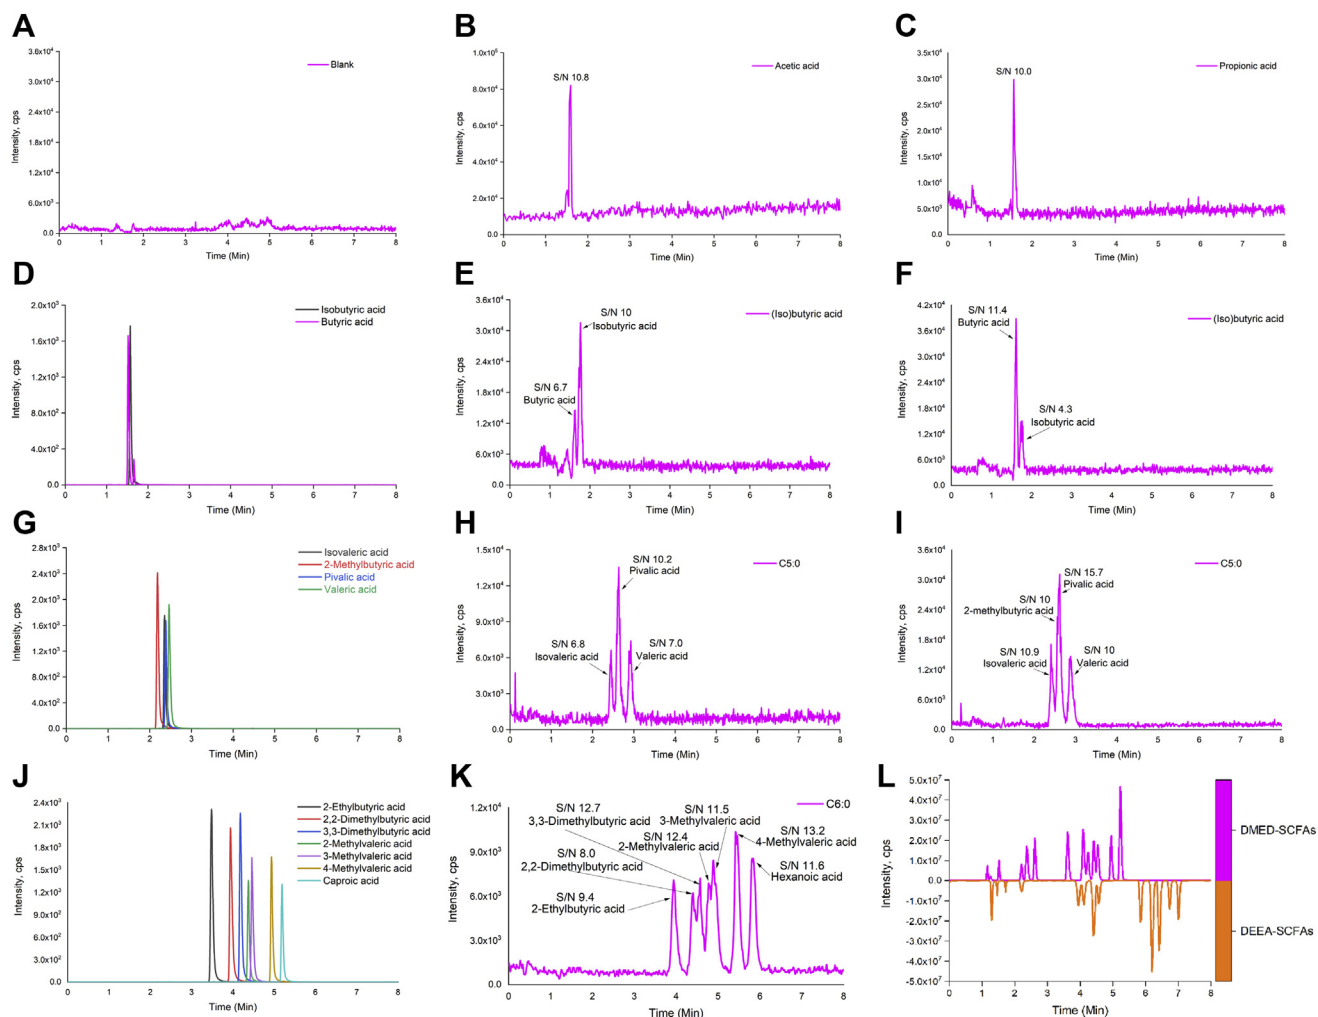 A
Blank
Intensity, cps
3.6x10⁴
3.0x10⁴
2.4x10⁴
1.8x10⁴
1.2x10⁴
6.0x10³
0.0
0 1 2 3 4 5 6 7 8
Time (Min)
B
S/N 10.8
Acetic acid
Intensity, cps
8.0x10⁴
6.0x10⁴
4.0x10⁴
2.0x10⁴
0.0
0 1 2 3 4 5 6 7 8
Time (Min)
C
S/N 10.0
Propionic acid
Intensity, cps
3.5x10⁴
3.0x10⁴
2.5x10⁴
2.0x10⁴
1.5x10⁴
1.0x10⁴
5.0x10³
0.0
0 1 2 3 4 5 6 7 8
Time (Min)
D
Isobutyric acid
Butyric acid
Intensity, cps
2.0x10³
1.6x10³
1.2x10³
8.0x10²
4.0x10²
0.0
0 1 2 3 4 5 6 7 8
Time (Min)
E
S/N 10
Isobutyric acid
(Iso)butyric acid
S/N 6.7
Butyric acid
Intensity, cps
3.6x10⁴
3.0x10⁴
2.4x10⁴
1.8x10⁴
1.2x10⁴
6.0x10³
0.0
0 1 2 3 4 5 6 7 8
Time (Min)
F
S/N 11.4
Butyric acid
(Iso)butyric acid
S/N 4.3
Isobutyric acid
Intensity, cps
4.2x10⁴
3.6x10⁴
3.0x10⁴
2.4x10⁴
1.8x10⁴
1.2x10⁴
6.0x10³
0.0
0 1 2 3 4 5 6 7 8
Time (Min)
G
Isovaleric acid
2-Methylbutyric acid
Pivalic acid
Valeric acid
Intensity, cps
2.8x10³
2.4x10³
2.0x10³
1.6x10³
1.2x10³
8.0x10²
4.0x10²
0.0
0 1 2 3 4 5 6 7 8
Time (Min)
H
S/N 10.2
Pivalic acid
C5:0
S/N 6.8
Isovaleric acid
S/N 7.0
Valeric acid
Intensity, cps
1.5x10⁴
1.2x10⁴
9.0x10³
6.0x10³
3.0x10³
0.0
0 1 2 3 4 5 6 7 8
Time (Min)
I
S/N 15.7
Pivalic acid
C5:0
S/N 10
2-methylbutyric acid
S/N 10.9
Isovaleric acid
S/N 10
Valeric acid
Intensity, cps
3.5x10⁴
3.0x10⁴
2.5x10⁴
2.0x10⁴
1.5x10⁴
1.0x10⁴
5.0x10³
0.0
0 1 2 3 4 5 6 7 8
Time (Min)
J
2-Ethylbutyric acid
2,2-Dimethylbutyric acid
3,3-Dimethylbutyric acid
2-Methylvaleric acid
3-Methylvaleric acid
4-Methylvaleric acid
Caproic acid
Intensity, cps
2.4x10³
2.1x10³
1.8x10³
1.5x10³
1.2x10³
9.0x10²
6.0x10²
3.0x10²
0.0
0 1 2 3 4 5 6 7 8
Time (Min)
K
C6:0
S/N 12.7
3,3-Dimethylbutyric acid
S/N 11.5
3-Methylvaleric acid
S/N 12.4
2-Methylvaleric acid
S/N 13.2
4-Methylvaleric acid
S/N 8.0
2,2-Dimethylbutyric acid
S/N 11.6
Hexanoic acid
S/N 9.4
2-Ethylbutyric acid
Intensity, cps
1.2x10⁴
9.0x10³
6.0x10³
3.0x10³
0.0
0 1 2 3 4 5 6 7 8
Time (Min)
L
DMED-SCFAs
DEEA-SCFAs
Intensity, cps
5.0x10⁷
4.0x10⁷
3.0x10⁷
2.0x10⁷
1.0x10⁷
0.0
-1.0x10⁷
-2.0x10⁷
-3.0x10⁷
-4.0x10⁷
-5.0x10⁷
0 1 2 3 4 5 6 7 8
Time (Min)